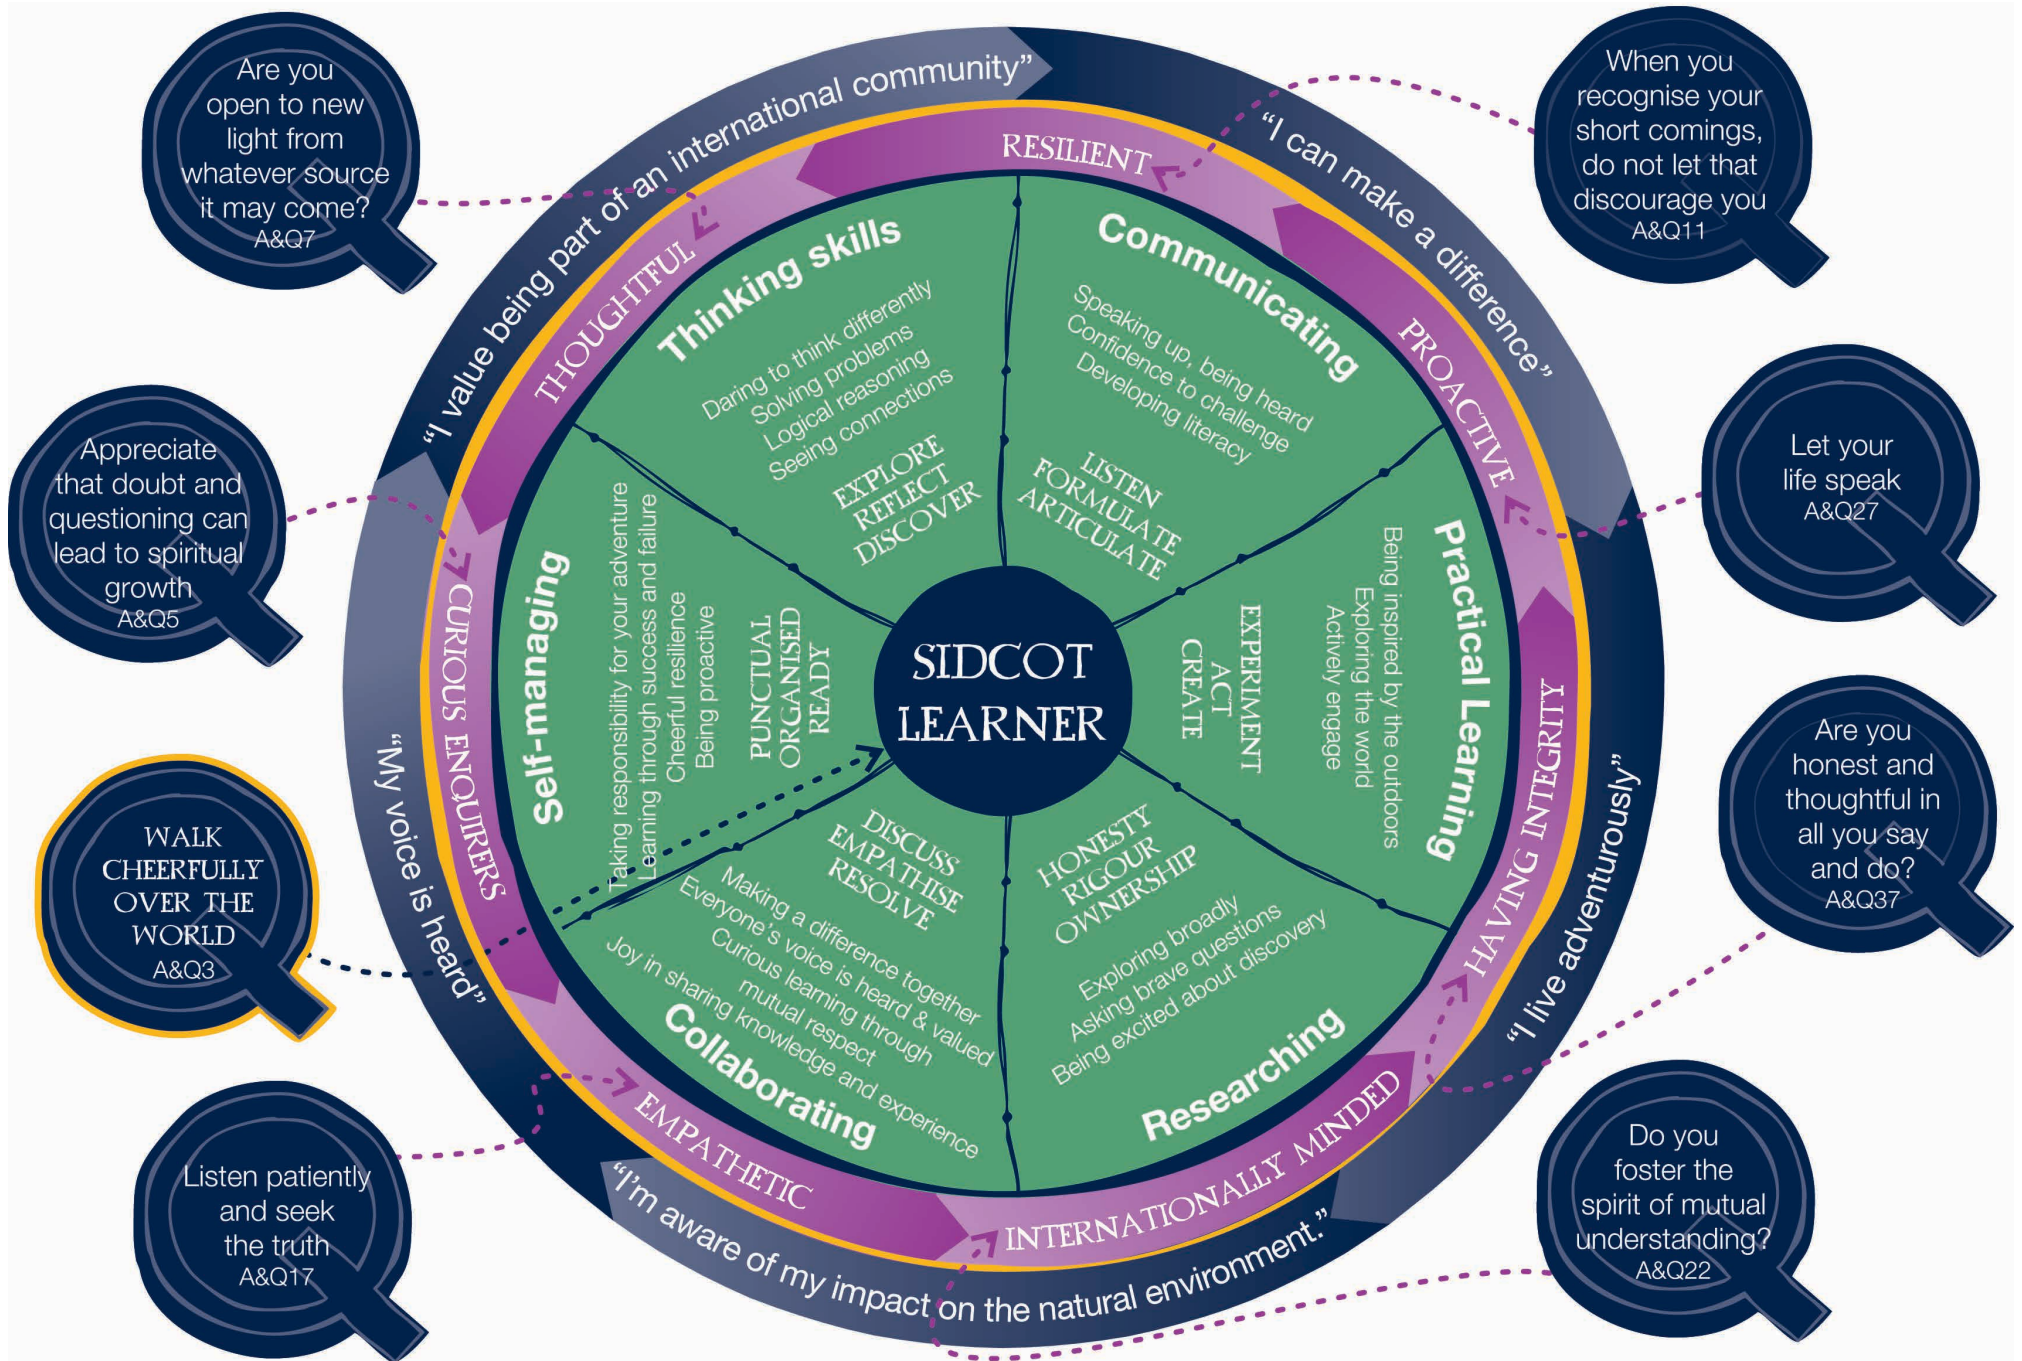 Are you
open to new
light from
whatever source
it may come?
A&Q7
Appreciate
that doubt and
questioning can
lead to spiritual
growth
A&Q5
WALK
CHEERFULLY
OVER THE
WORLD
A&Q3
Listen patiently
and seek
the truth
A&Q17
When you
recognise your
short comings,
do not let that
discourage you
A&Q11
Let your
life speak
A&Q27
Are you
honest and
thoughtful in
all you say
and do?
A&Q37
Do you
foster the
spirit of mutual
understanding?
A&Q22
“I value being part of an international community”
“I can make a difference”
“I live adventurously”
“I'm aware of my impact on the natural environment.”
“My voice is heard”
RESILIENT
PROACTIVE
HAVING INTEGRITY
INTERNATIONALLY MINDED
EMPATHETIC
CURIOUS ENQUIRERS
THOUGHTFUL
Thinking skills
Daring to think differently
Solving problems
Logical reasoning
Seeing connections
EXPLORE
REFLECT
DISCOVER
Communicating
Speaking up, being heard
Confidence to challenge
Developing literacy
LISTEN
FORMULATE
ARTICULATE
Practical Learning
Being inspired by the outdoors
Exploring the world
Actively engage
EXPERIMENT
ACT
CREATE
HONESTY
RIGOUR
OWNERSHIP
Exploring broadly
Asking brave questions
Being excited about discovery
Researching
DISCUSS
EMPATHISE
RESOLVE
Making a difference together
Everyone's voice is heard & valued
Curious learning through
mutual respect
Joy in sharing knowledge and experience
Collaborating
Self-managing
Taking responsibility for your adventure
Learning through success and failure
Cheerful resilience
Being proactive
PUNCTUAL
ORGANISED
READY
SIDCOT
LEARNER